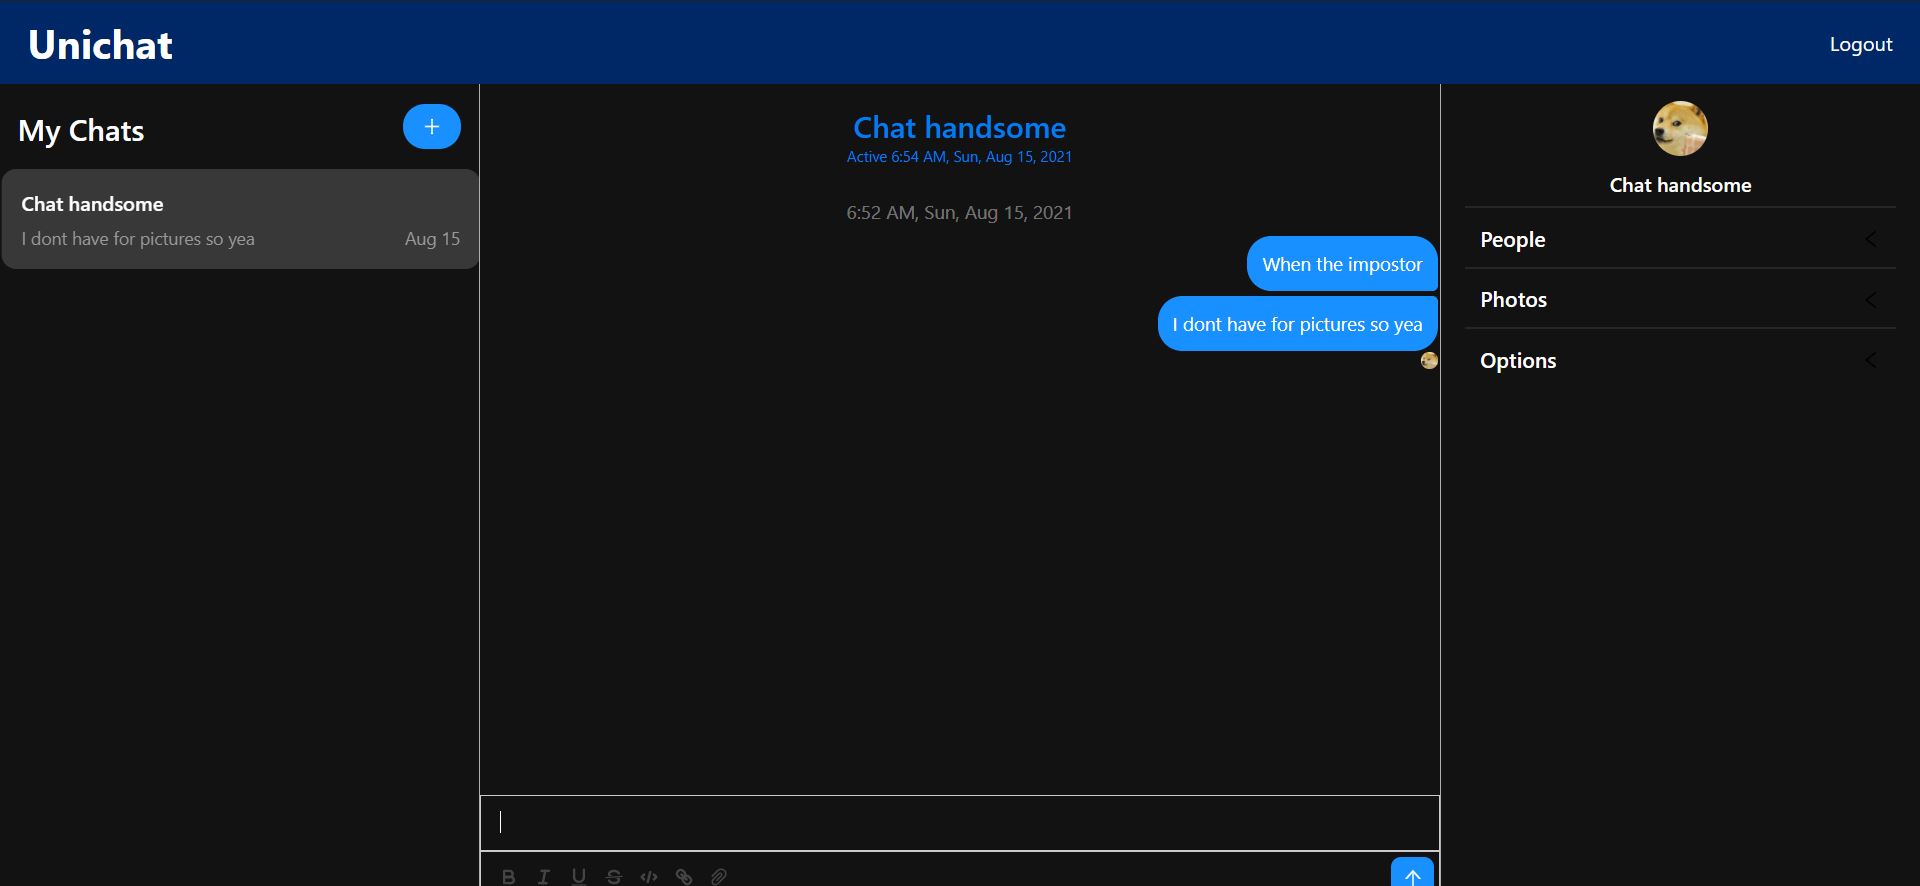 Unichat
Logout
My Chats
+
Chat handsome
I dont have for pictures so yea
Aug 15
Chat handsome
Active 6:54 AM, Sun, Aug 15, 2021
6:52 AM, Sun, Aug 15, 2021
When the impostor
I dont have for pictures so yea
Chat handsome
People
Photos
Options
B I U S </>